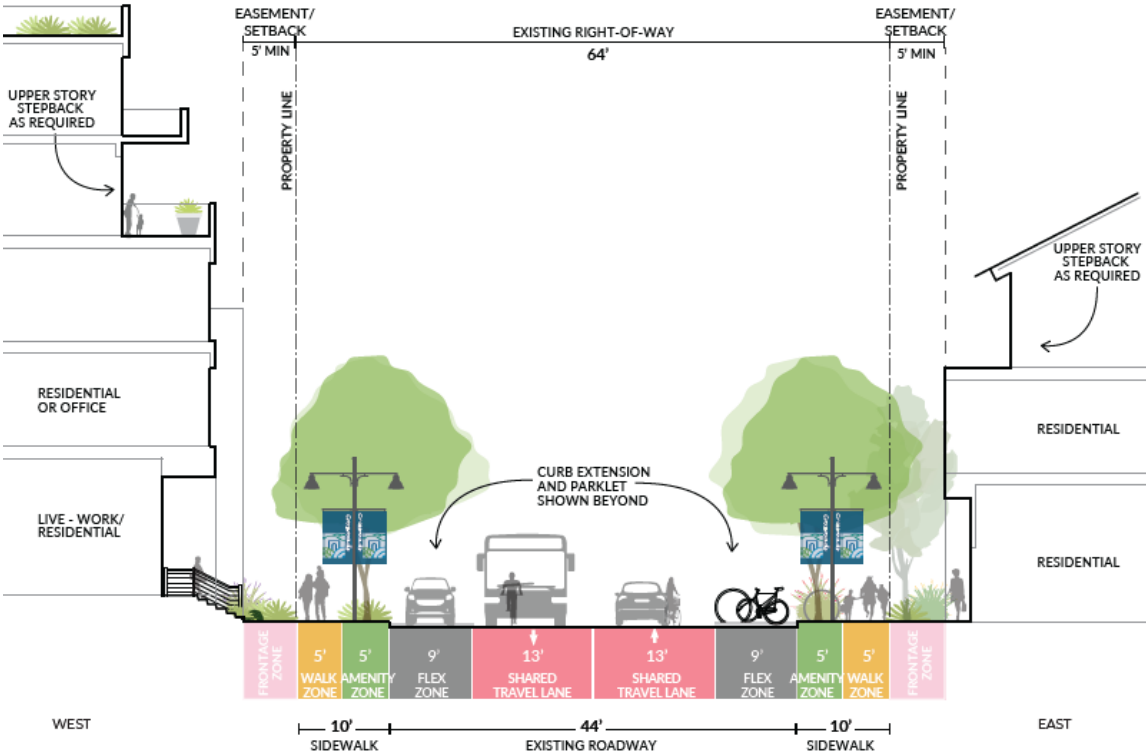 EASEMENT/
SETBACK
5' MIN
EXISTING RIGHT-OF-WAY
64'
EASEMENT/
SETBACK
5' MIN
UPPER STORY
STEPBACK
AS REQUIRED
PROPERTY LINE
PROPERTY LINE
UPPER STORY
STEPBACK
AS REQUIRED
RESIDENTIAL
OR OFFICE
RESIDENTIAL
CURB EXTENSION
AND PARKLET
SHOWN BEYOND
LIVE - WORK/
RESIDENTIAL
RESIDENTIAL
FRONTAGE
ZONE
5'
WALK
ZONE
5'
AMENITY
ZONE
9'
FLEX
ZONE
13'
SHARED
TRAVEL LANE
13'
SHARED
TRAVEL LANE
9'
FLEX
ZONE
5'
AMENITY
ZONE
5'
WALK
ZONE
FRONTAGE
ZONE
WEST
10'
SIDEWALK
44'
EXISTING ROADWAY
10'
SIDEWALK
EAST